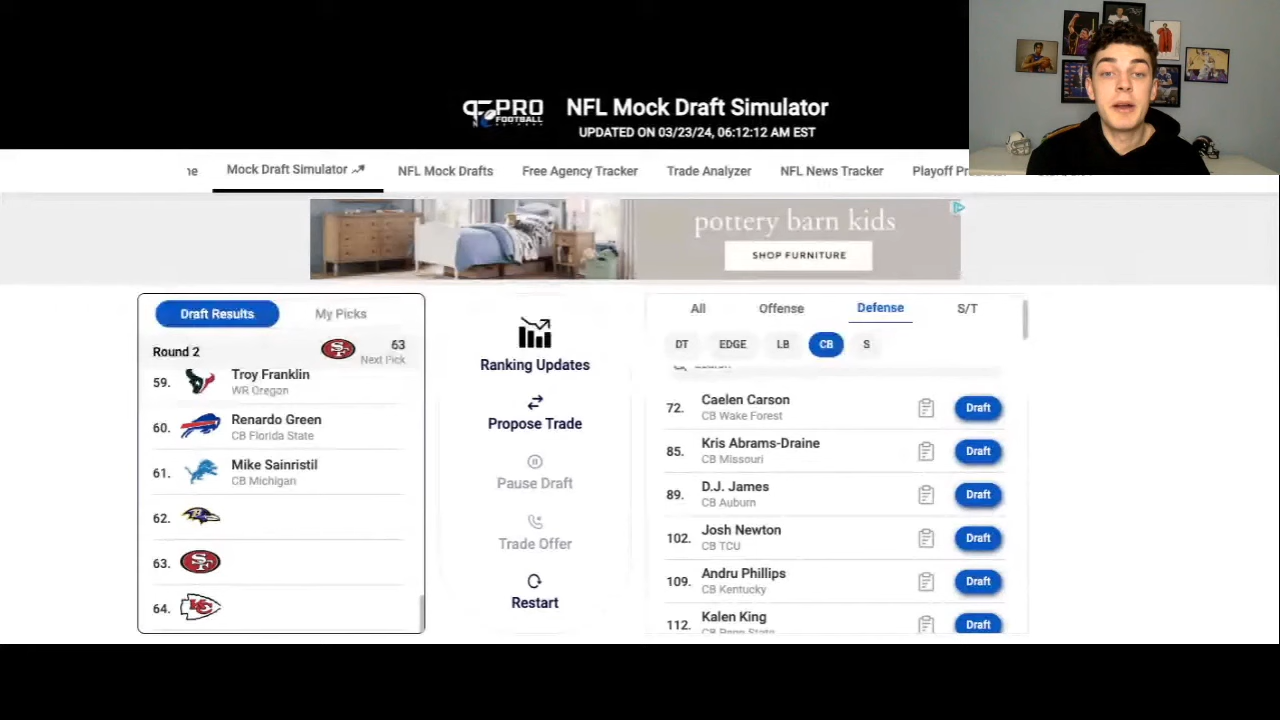 PRO
FOOTBALL
NETWORK
NFL Mock Draft Simulator
UPDATED ON 03/23/24, 06:12:12 AM EST
ne
Mock Draft Simulator
NFL Mock Drafts
Free Agency Tracker
Trade Analyzer
NFL News Tracker
Playoff
pottery barn kids
SHOP FURNITURE
Draft Results
My Picks
Round 2
63
Next Pick
59.
Troy Franklin
WR Oregon
60.
Renardo Green
CB Florida State
61.
Mike Sainristil
CB Michigan
62.
63.
64.
Ranking Updates
Propose Trade
Pause Draft
Trade Offer
Restart
All
Offense
Defense
S/T
DT
EDGE
LB
CB
S
72.
Caelen Carson
CB Wake Forest
Draft
85.
Kris Abrams-Draine
CB Missouri
Draft
89.
D.J. James
CB Auburn
Draft
102.
Josh Newton
CB TCU
Draft
109.
Andru Phillips
CB Kentucky
Draft
112.
Kalen King
CB Penn State
Draft